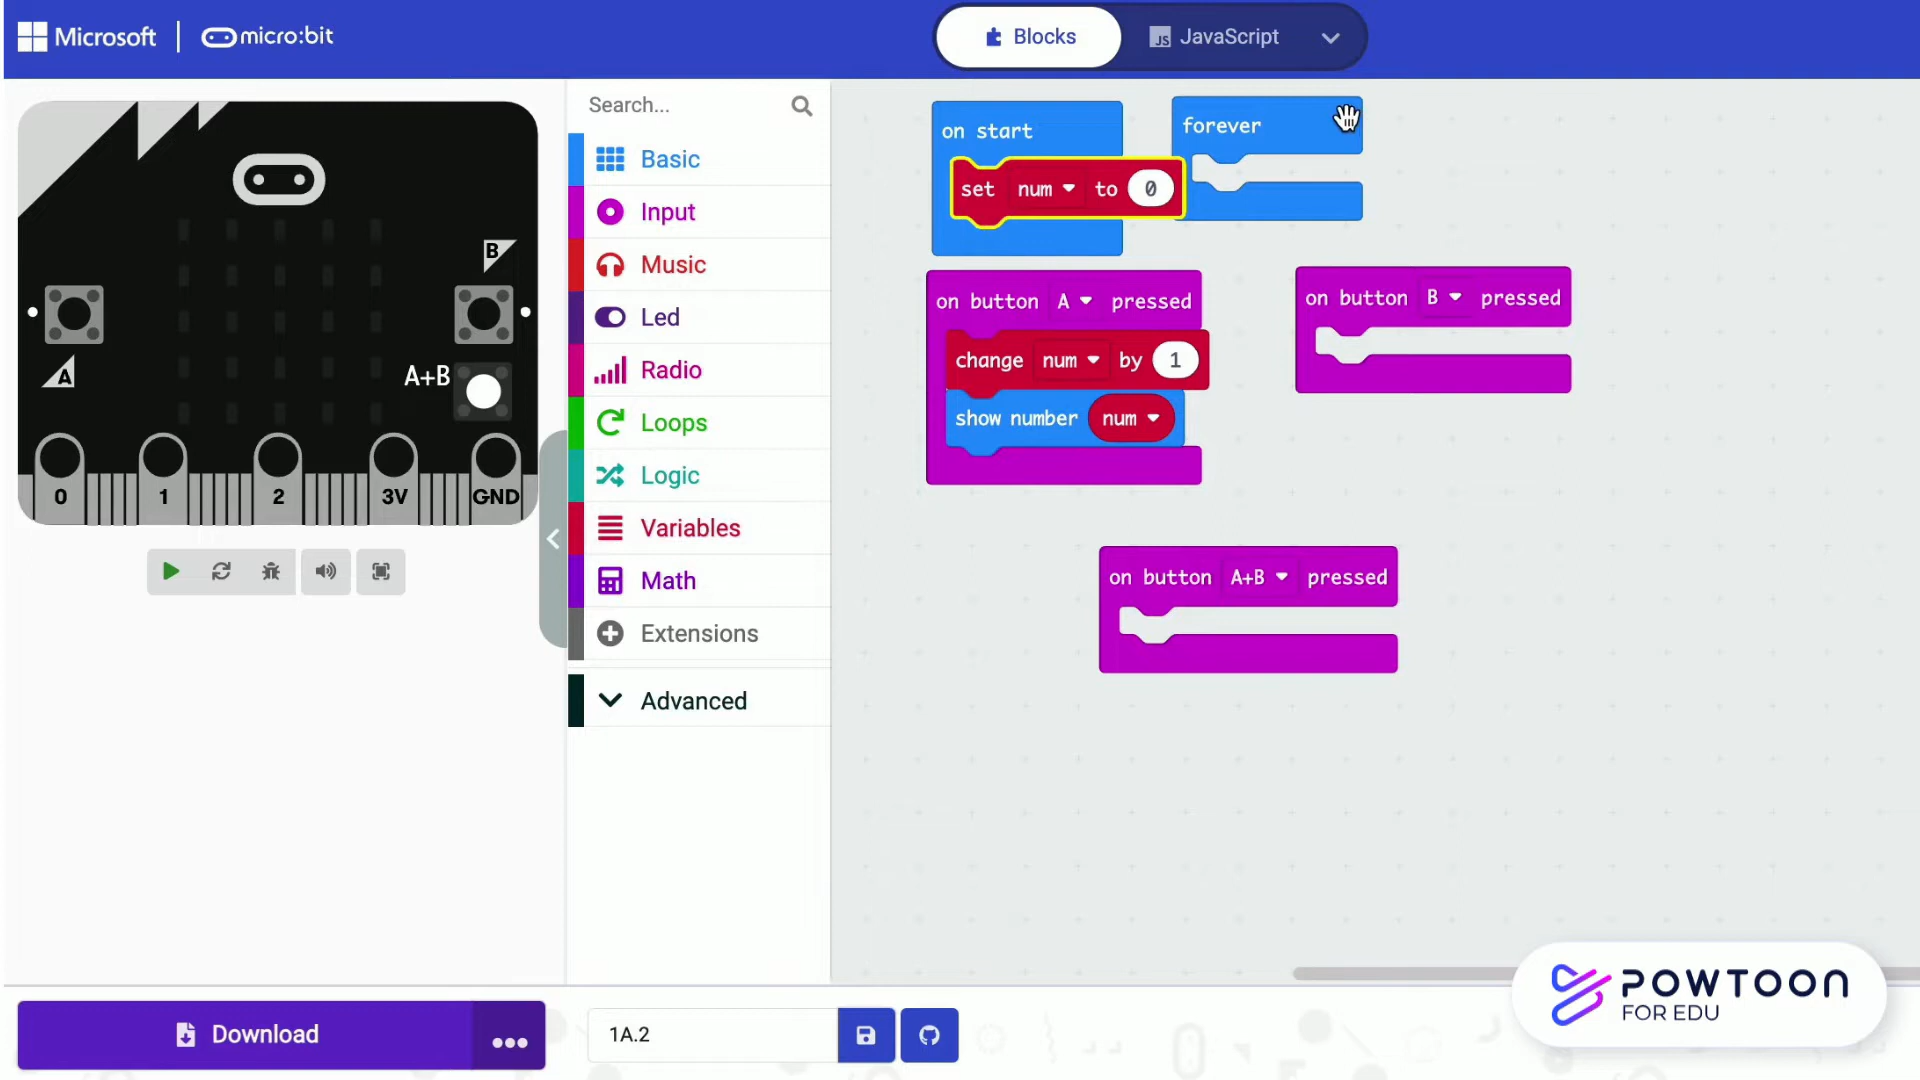 Microsoft
micro:bit
Blocks
JavaScript
B
A
A+B
0
1
2
3V
GND
Search...
Basic
Input
Music
Led
Radio
Loops
Logic
Variables
Math
Extensions
Advanced
on start
set num to 0
forever
on button A pressed
change num by 1
show number num
on button B pressed
on button A+B pressed
Download
1A.2
POWTOON
FOR EDU